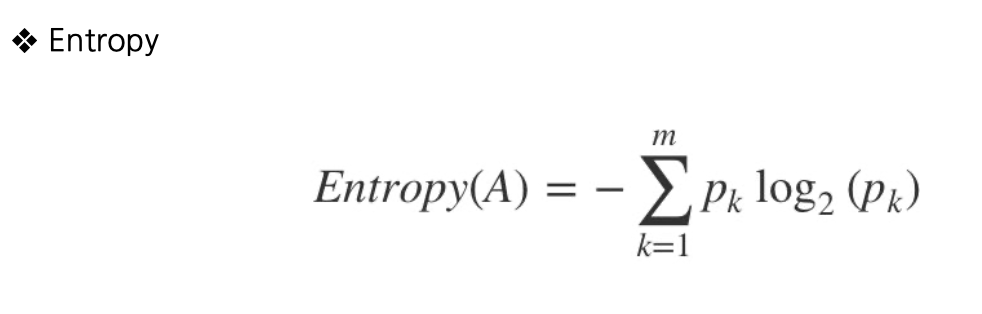 ❖ Entropy
Entropy(A) = − ∑_{k=1}^{m} p_k log_2 (p_k)